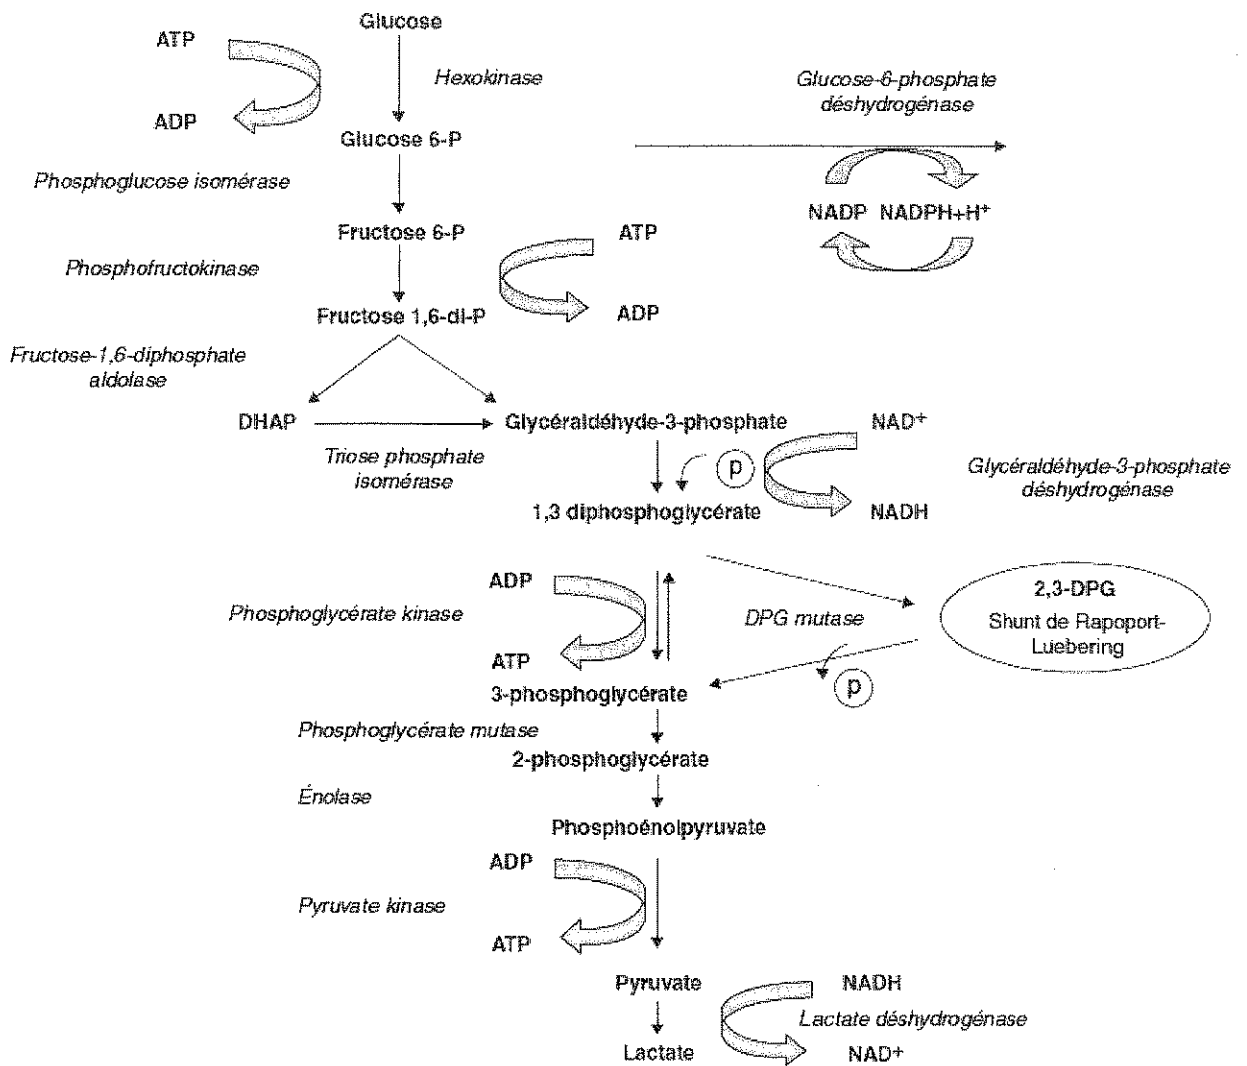 Glucose
ATP
Hexokinase
ADP
Glucose 6-P
Glucose-6-phosphate
déshydrogénase
NADP NADPH+H+
Phosphoglucose isomérase
Fructose 6-P
ATP
Phosphofructokinase
ADP
Fructose 1,6-di-P
Fructose-1,6-diphosphate
aldolase
DHAP
Glycéraldéhyde-3-phosphate
NAD+
Triose phosphate
isomérase
P
Glycéraldéhyde-3-phosphate
déshydrogénase
1,3 diphosphoglycérate
NADH
ADP
Phosphoglycérate kinase
DPG mutase
2,3-DPG
Shunt de Rapoport-
Luebering
ATP
P
3-phosphoglycérate
Phosphoglycérate mutase
2-phosphoglycérate
Énolase
Phosphoénolpyruvate
ADP
Pyruvate kinase
ATP
Pyruvate
NADH
Lactate déshydrogénase
Lactate
NAD+